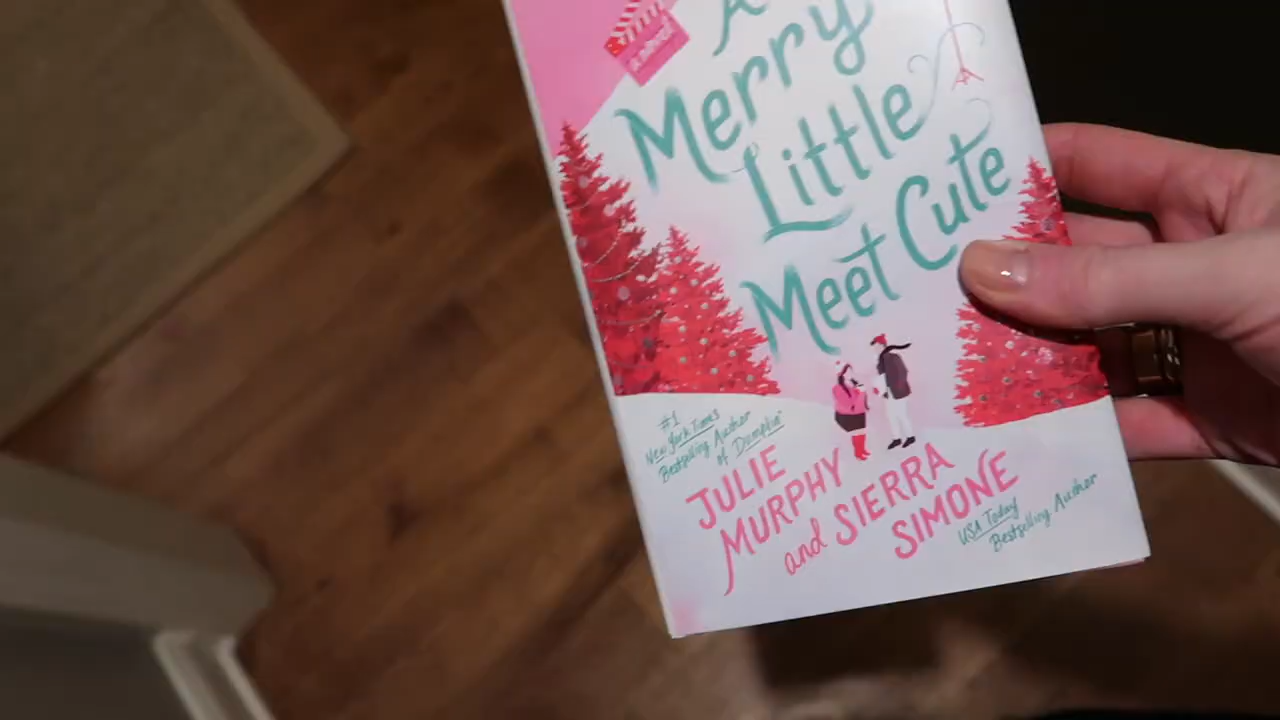 A
Merry
Little
Meet Cute
#1
New York Times
Bestselling Author
of Dumplin'
JULIE
MURPHY
and SIERRA
SIMONE
USA Today
Bestselling Author